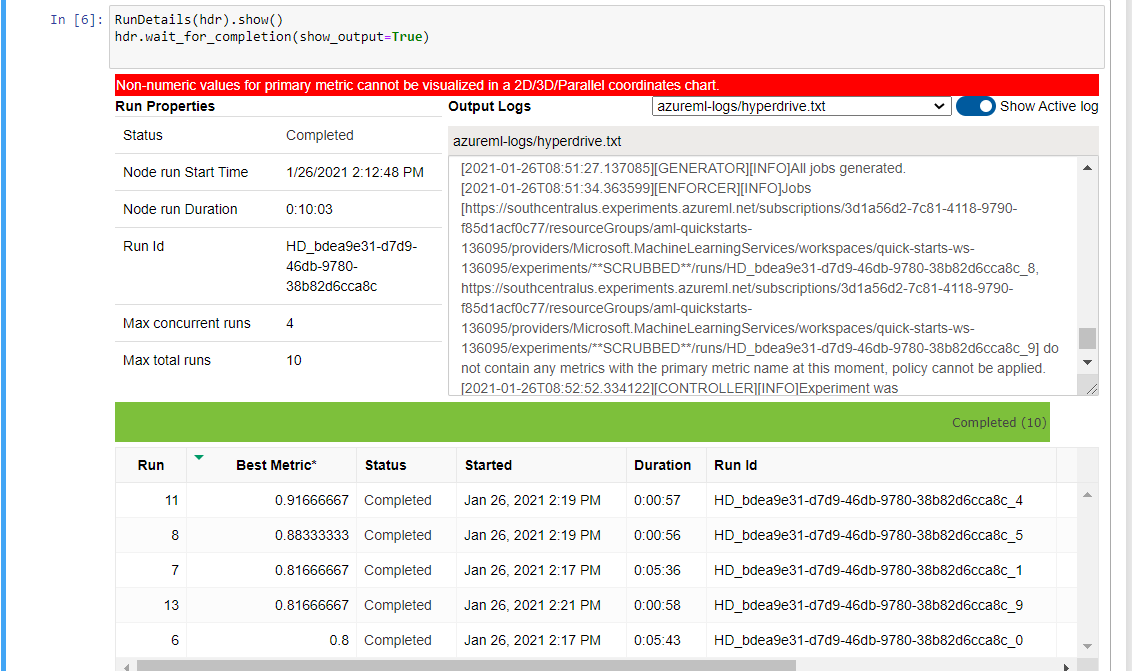 In [6]:
RunDetails(hdr).show()
hdr.wait_for_completion(show_output=True)
Non-numeric values for primary metric cannot be visualized in a 2D/3D/Parallel coordinates chart.
Run Properties
Status Completed
Node run Start Time 1/26/2021 2:12:48 PM
Node run Duration 0:10:03
Run Id HD_bdea9e31-d7d9-
46db-9780-
38b82d6cca8c
Max concurrent runs 4
Max total runs 10
Output Logs azureml-logs/hyperdrive.txt Show Active log
azureml-logs/hyperdrive.txt
[2021-01-26T08:51:27.137085][GENERATOR][INFO]All jobs generated.
[2021-01-26T08:51:34.363599][ENFORCER][INFO]Jobs
[https://southcentralus.experiments.azureml.net/subscriptions/3d1a56d2-7c81-4118-9790-
f85d1acf0c77/resourceGroups/aml-quickstarts-
136095/providers/Microsoft.MachineLearningServices/workspaces/quick-starts-ws-
136095/experiments/**SCRUBBED**/runs/HD_bdea9e31-d7d9-46db-9780-38b82d6cca8c_8,
https://southcentralus.experiments.azureml.net/subscriptions/3d1a56d2-7c81-4118-9790-
f85d1acf0c77/resourceGroups/aml-quickstarts-
136095/providers/Microsoft.MachineLearningServices/workspaces/quick-starts-ws-
136095/experiments/**SCRUBBED**/runs/HD_bdea9e31-d7d9-46db-9780-38b82d6cca8c_9] do
not contain any metrics with the primary metric name at this moment, policy cannot be applied.
[2021-01-26T08:52:52.334122][CONTROLLER][INFO]Experiment was
Completed (10)
Run Best Metric* Status Started Duration Run Id
11 0.91666667 Completed Jan 26, 2021 2:19 PM 0:00:57 HD_bdea9e31-d7d9-46db-9780-38b82d6cca8c_4
8 0.88333333 Completed Jan 26, 2021 2:19 PM 0:00:56 HD_bdea9e31-d7d9-46db-9780-38b82d6cca8c_5
7 0.81666667 Completed Jan 26, 2021 2:17 PM 0:05:36 HD_bdea9e31-d7d9-46db-9780-38b82d6cca8c_1
13 0.81666667 Completed Jan 26, 2021 2:21 PM 0:00:58 HD_bdea9e31-d7d9-46db-9780-38b82d6cca8c_9
6 0.8 Completed Jan 26, 2021 2:17 PM 0:05:43 HD_bdea9e31-d7d9-46db-9780-38b82d6cca8c_0